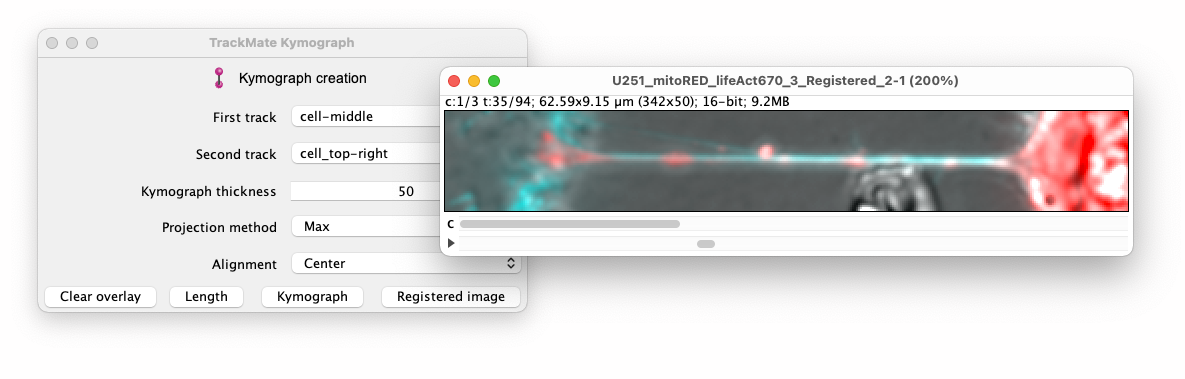 TrackMate Kymograph
Kymograph creation
First track cell-middle
Second track cell_top-right
Kymograph thickness 50
Projection method Max
Alignment Center
Clear overlay Length Kymograph Registered image
U251_mitoRED_lifeAct670_3_Registered_2-1 (200%)
c:1/3 t:35/94; 62.59x9.15 µm (342x50); 16-bit; 9.2MB
C